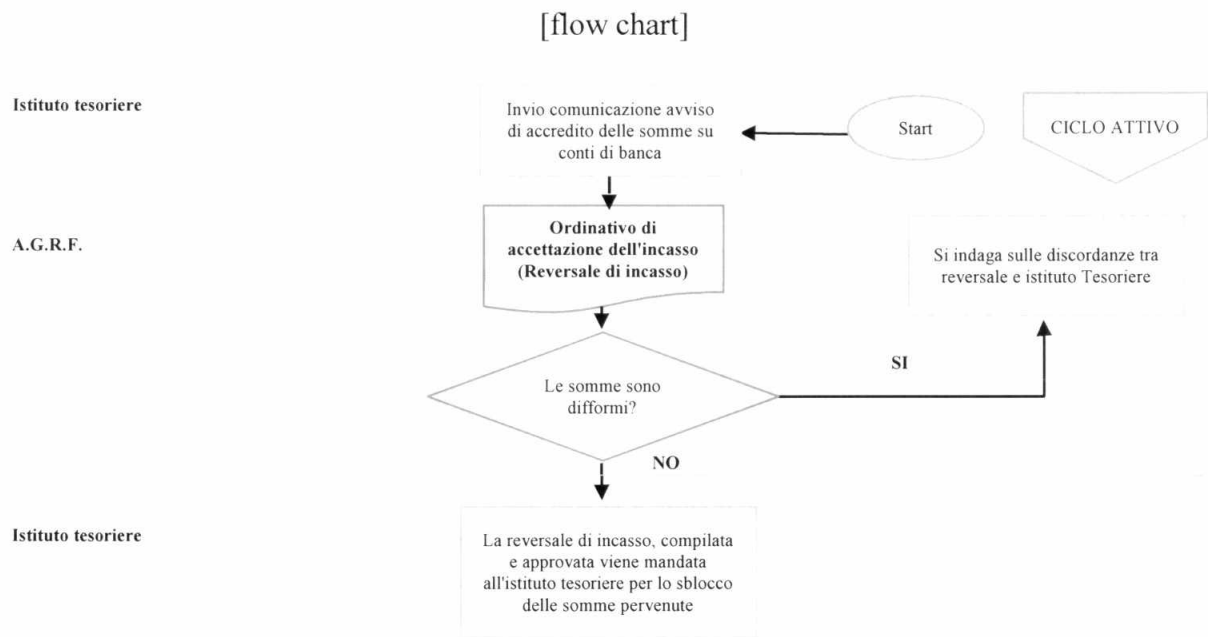 [flow chart]
Istituto tesoriere
Invio comunicazione avviso
di accredito delle somme su
conti di banca
Start
CICLO ATTIVO
A.G.R.F.
Ordinativo di
accettazione dell'incasso
(Reversale di incasso)
Si indaga sulle discordanze tra
reversale e istituto Tesoriere
SI
Le somme sono
difformi?
NO
Istituto tesoriere
La reversale di incasso, compilata
e approvata viene mandata
all'istituto tesoriere per lo sblocco
delle somme pervenute